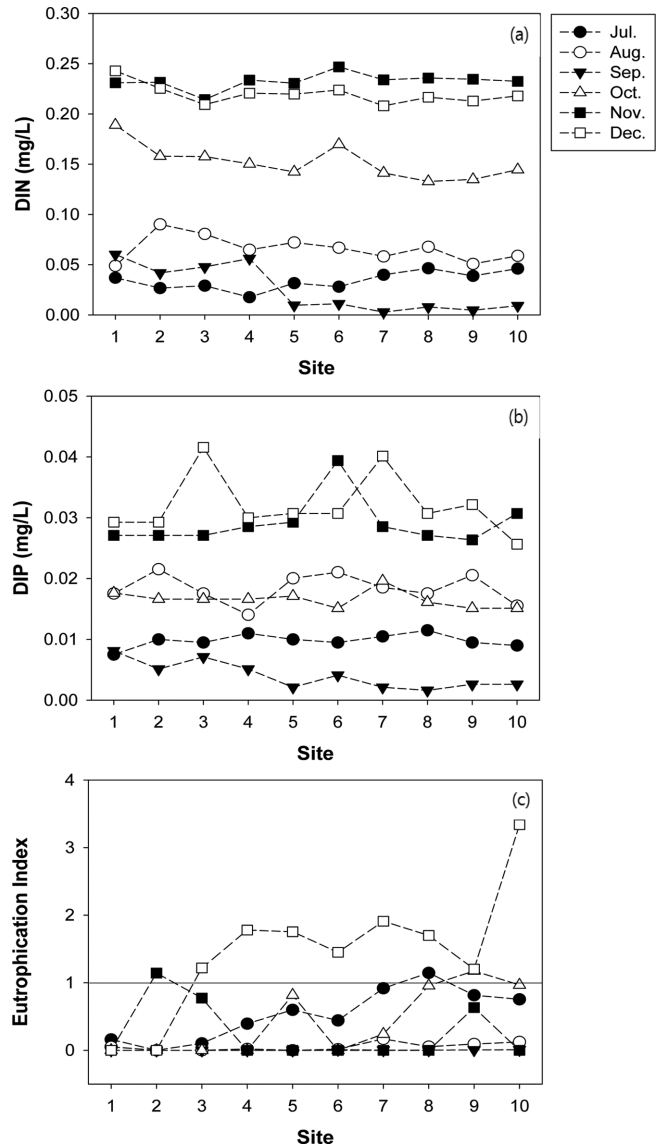 (a)
0.30
0.25
0.20
0.15
0.10
0.05
0.00
DIN (mg/L)
1 2 3 4 5 6 7 8 9 10
Site
Jul.
Aug.
Sep.
Oct.
Nov.
Dec.
(b)
0.05
0.04
0.03
0.02
0.01
0.00
DIP (mg/L)
1 2 3 4 5 6 7 8 9 10
Site
(c)
4
3
2
1
0
Eutrophication Index
1 2 3 4 5 6 7 8 9 10
Site